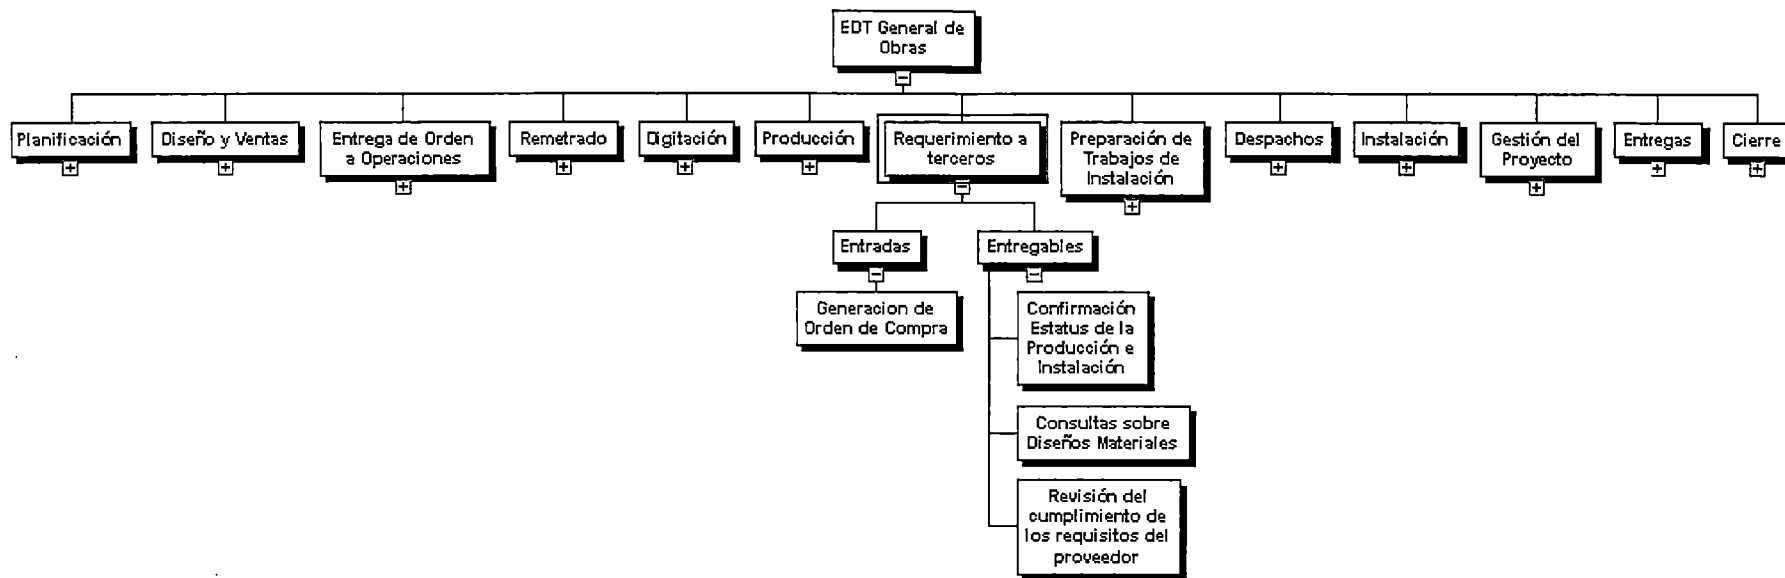 EDT General de
Obras
Planificación
Diseño y Ventas
Entrega de Orden
a Operaciones
Remetrado
Digitación
Producción
Requerimiento a
terceros
Preparación de
Trabajos de
Instalación
Despachos
Instalación
Gestión del
Proyecto
Entregas
Cierre
Entradas
Entregables
Generacion de
Orden de Compra
Confirmación
Estatus de la
Producción e
Instalación
Consultas sobre
Diseños Materiales
Revisión del
cumplimiento de
los requisitos del
proveedor